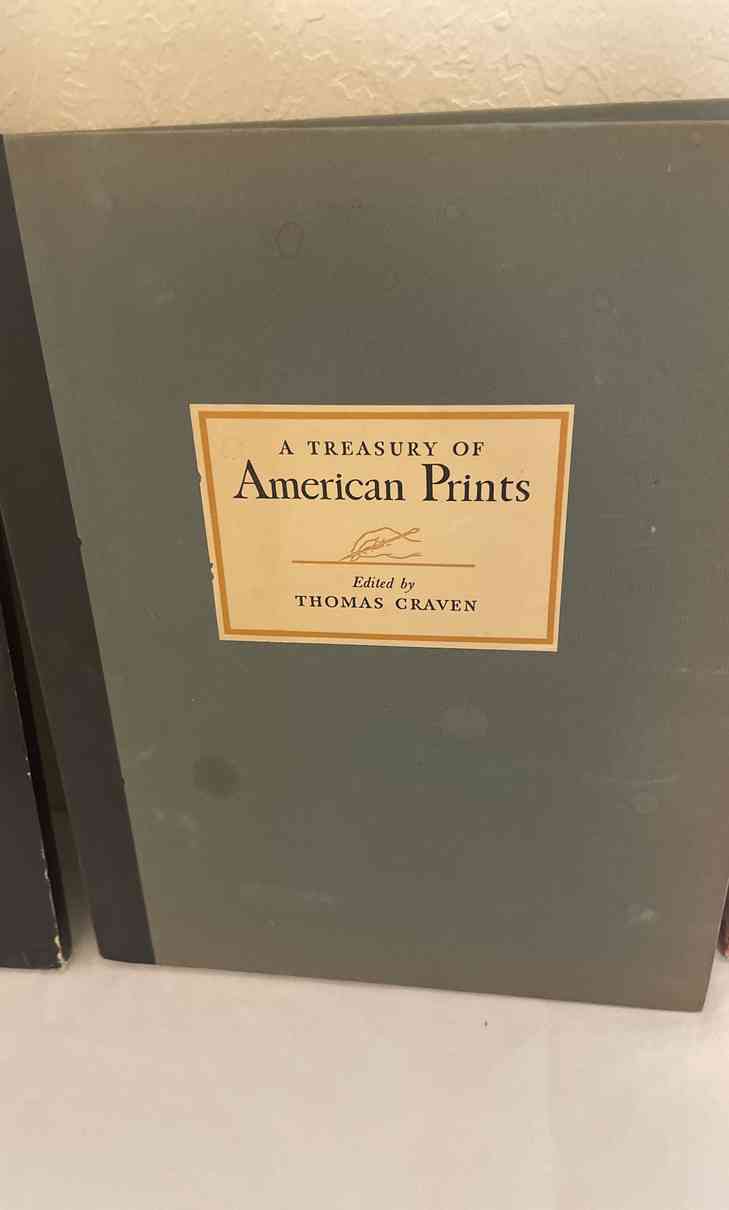 A TREASURY OF
American Prints
Edited by
THOMAS CRAVEN